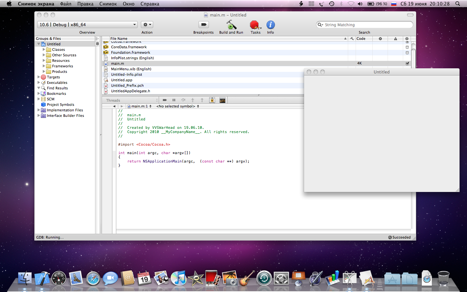 Снимок экрана Файл Правка Снимок Окно Справка
Сб 19 июня 20:10:28
main.m - Untitled
10.6 | Debug | x86_64
Overview Action Breakpoints Build and Run Tasks Info Search
String Matching
Groups & Files
File Name
Code
Untitled
Classes
Other Sources
Resources
Frameworks
Products
Targets
Executables
Find Results
Bookmarks
SCM
Project Symbols
Implementation Files
Interface Builder Files
CoreData.framework
Foundation.framework
InfoPlist.strings (English)
main.m
MainMenu.xib (English)
Untitled-Info.plist
Untitled.app
Untitled_Prefix.pch
UntitledAppDelegate.h
Untitled
Threads
main.m:1
<No selected symbol>
//
// main.m
// Untitled
//
// Copyright 2010 __MyCompanyName__. All rights reserved.
//
#import <Cocoa/Cocoa.h>
int main(int argc, char *argv[])
{
return NSApplicationMain(argc, (const char **) argv);
}
GDB: Running...
Succeeded